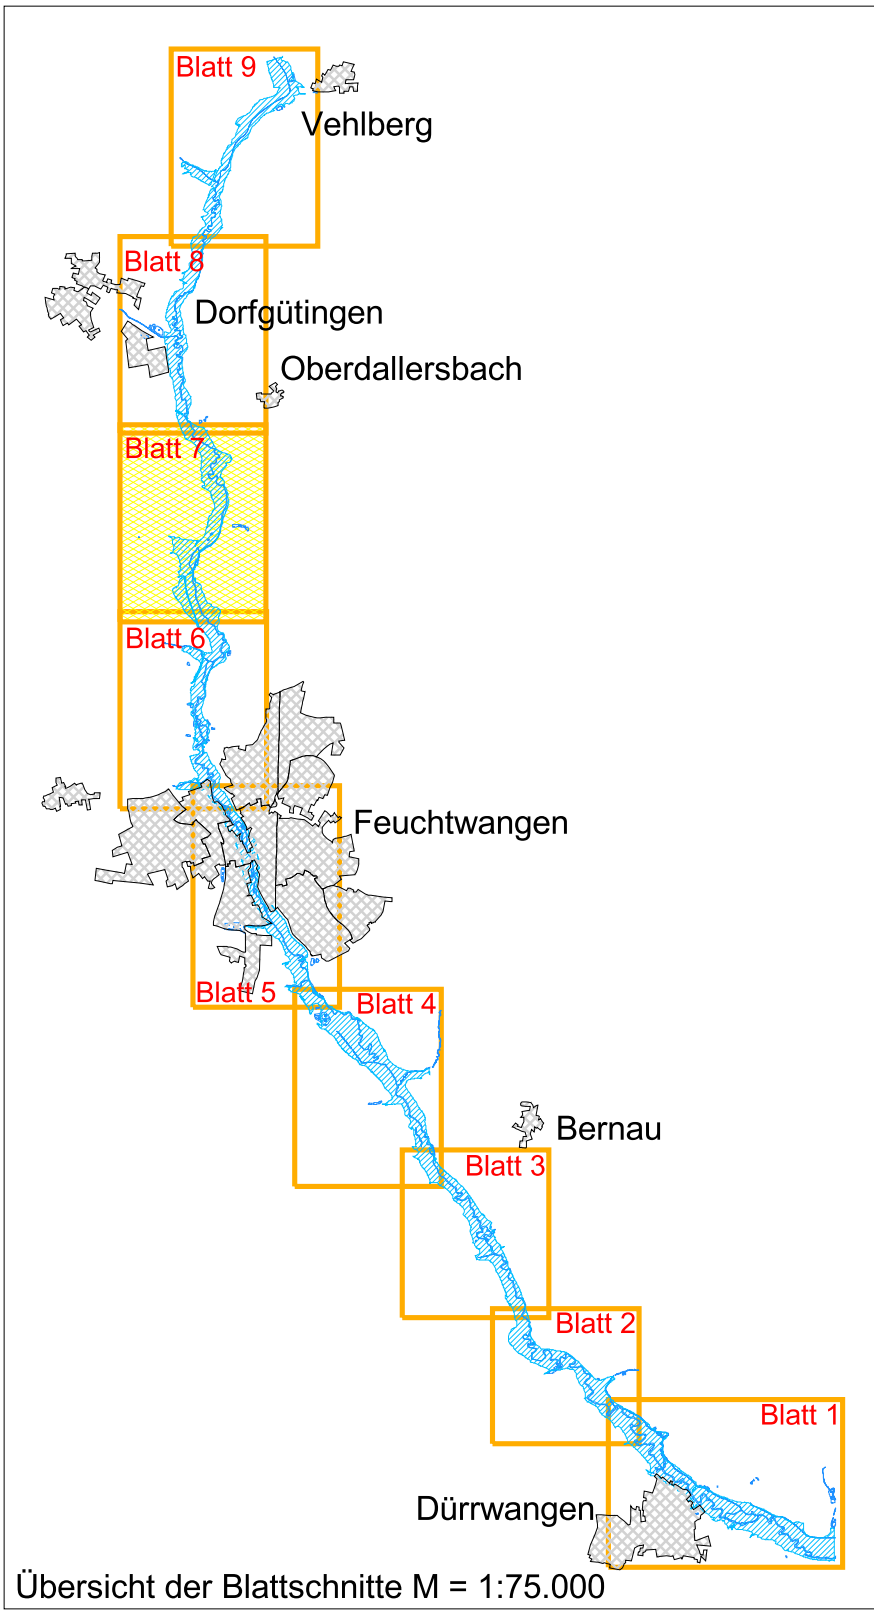 Blatt 9
Vehlberg
Blatt 8
Dorfgütingen
Oberdallersbach
Blatt 7
Blatt 6
Feuchtwangen
Blatt 5
Blatt 4
Bernau
Blatt 3
Blatt 2
Blatt 1
Dürrwangen
Übersicht der Blattschnitte M = 1:75.000